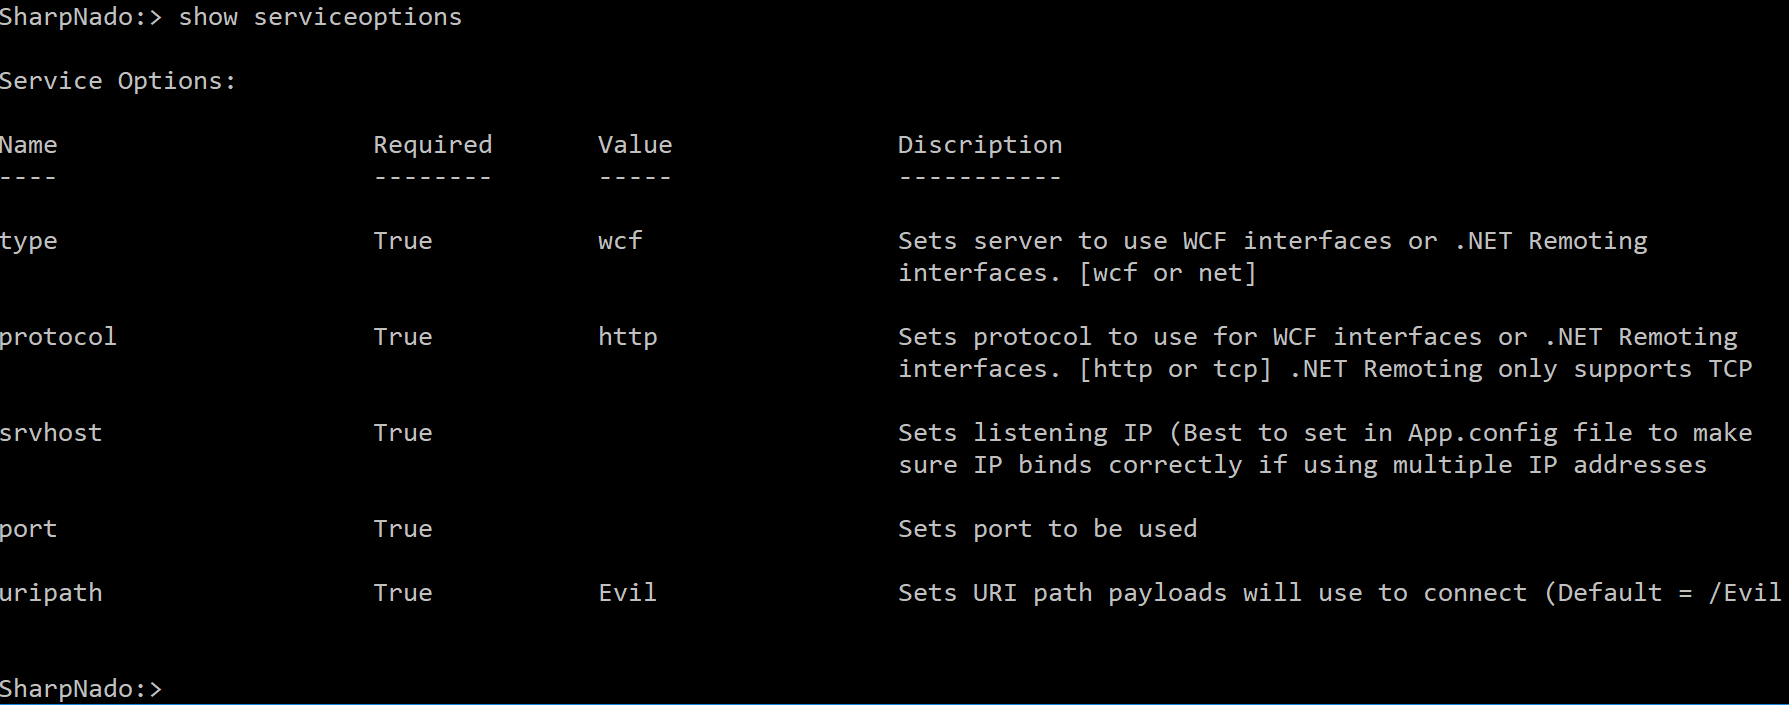 SharpNado:> show serviceoptions
Service Options:
Name Required Value Discription
---- -------- ----- -----------
type True wcf Sets server to use WCF interfaces or .NET Remoting
interfaces. [wcf or net]
protocol True http Sets protocol to use for WCF interfaces or .NET Remoting
interfaces. [http or tcp] .NET Remoting only supports TCP
srvhost True Sets listening IP (Best to set in App.config file to make
sure IP binds correctly if using multiple IP addresses
port True Sets port to be used
uripath True Evil Sets URI path payloads will use to connect (Default = /Evil
SharpNado:>